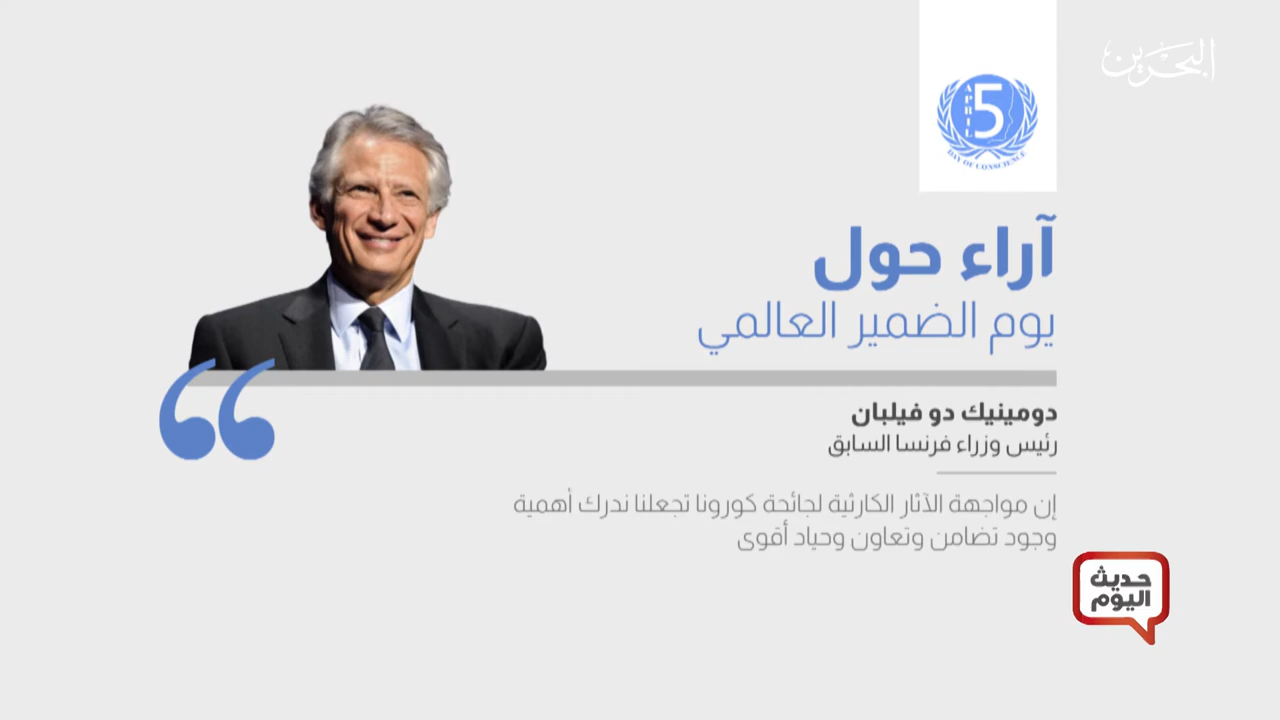 البحرين
APRIL
5
DAY OF CONSCIENCE
آراء حول
يوم الضمير العالمي
دومينيك دو فيلبان
رئيس وزراء فرنسا السابق
إن مواجهة الآثار الكارثية لجائحة كورونا تجعلنا ندرك أهمية
وجود تضامن وتعاون وحياد أقوى
حديث
اليوم